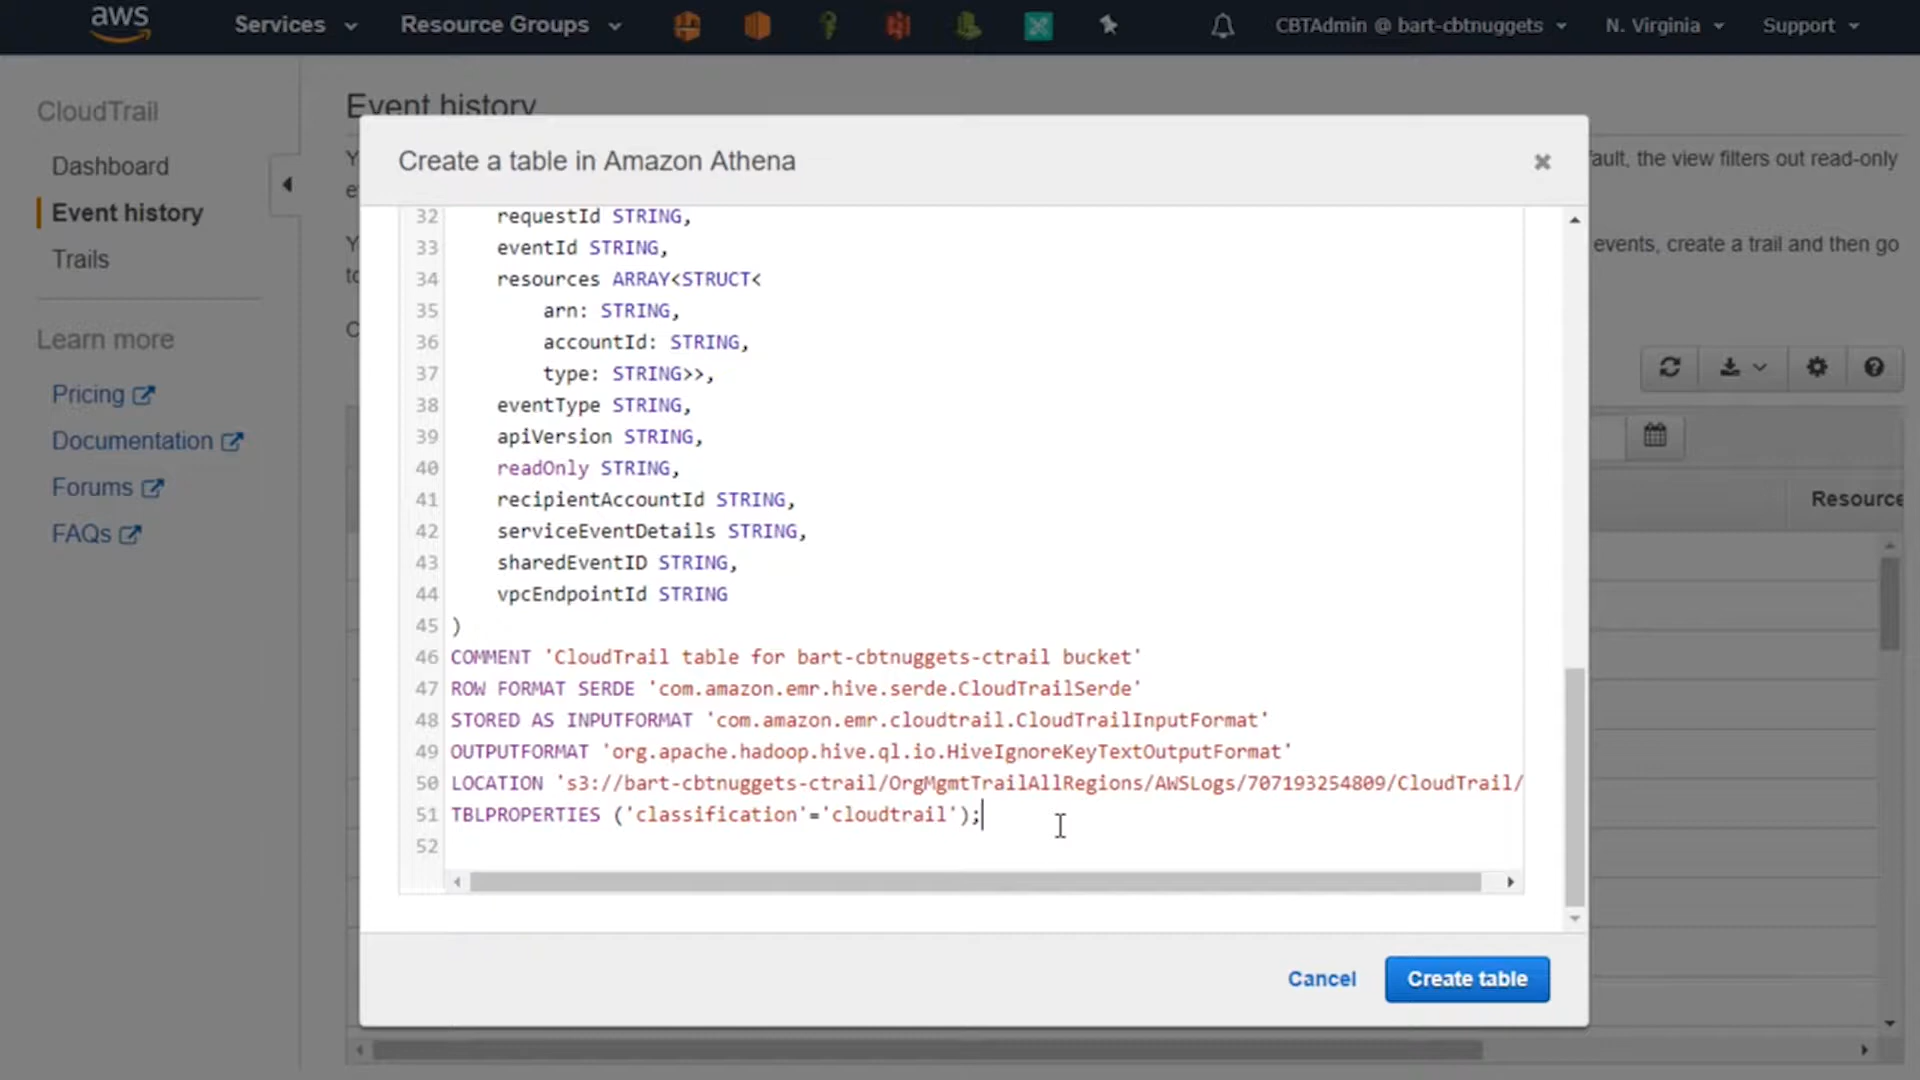 aws
Services
Resource Groups
CBTAdmin @ bart-cbtnuggets
N. Virginia
Support
CloudTrail
Dashboard
Event history
Trails
Learn more
Pricing
Documentation
Forums
FAQs
Event history
the view filters out read-only
events, create a trail and then go
Resource
Create a table in Amazon Athena
32 requestId STRING,
33 eventId STRING,
34 resources ARRAY<STRUCT<
35 arn: STRING,
36 accountId: STRING,
37 type: STRING>>,
38 eventType STRING,
39 apiVersion STRING,
40 readOnly STRING,
41 recipientAccountId STRING,
42 serviceEventDetails STRING,
43 sharedEventID STRING,
44 vpcEndpointId STRING
45 )
46 COMMENT 'CloudTrail table for bart-cbtnuggets-ctrail bucket'
47 ROW FORMAT SERDE 'com.amazon.emr.hive.serde.CloudTrailSerde'
48 STORED AS INPUTFORMAT 'com.amazon.emr.cloudtrail.CloudTrailInputFormat'
49 OUTPUTFORMAT 'org.apache.hadoop.hive.ql.io.HiveIgnoreKeyTextOutputFormat'
50 LOCATION 's3://bart-cbtnuggets-ctrail/OrgMgmtTrailAllRegions/AWSLogs/707193254809/CloudTrail/
51 TBLPROPERTIES ('classification'='cloudtrail');
52
Cancel
Create table